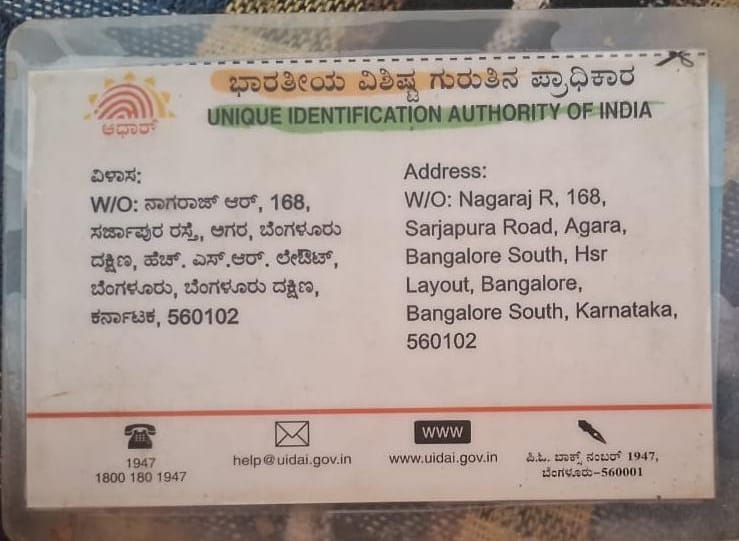 ಭಾರತೀಯ ವಿಶಿಷ್ಟ ಗುರುತಿನ ಪ್ರಾಧಿಕಾರ
UNIQUE IDENTIFICATION AUTHORITY OF INDIA
ಆಧಾರ್
ವಿಳಾಸ:
W/O: ನಾಗರಾಜ್ ಆರ್, 168,
ಸರ್ಜಾಪುರ ರಸ್ತೆ, ಅಗರ, ಬೆಂಗಳೂರು
ದಕ್ಷಿಣ, ಹೆಚ್. ಎಸ್.ಆರ್. ಲೇಔಟ್,
ಬೆಂಗಳೂರು, ಬೆಂಗಳೂರು ದಕ್ಷಿಣ,
ಕರ್ನಾಟಕ, 560102
Address:
W/O: Nagaraj R, 168,
Sarjapura Road, Agara,
Bangalore South, Hsr
Layout, Bangalore,
Bangalore South, Karnataka,
560102
1947
1800 180 1947
help@uidai.gov.in
www
www.uidai.gov.in
ಪಿ.ಓ. ಬಾಕ್ಸ್ ನಂಬರ್ 1947,
ಬೆಂಗಳೂರು-560001